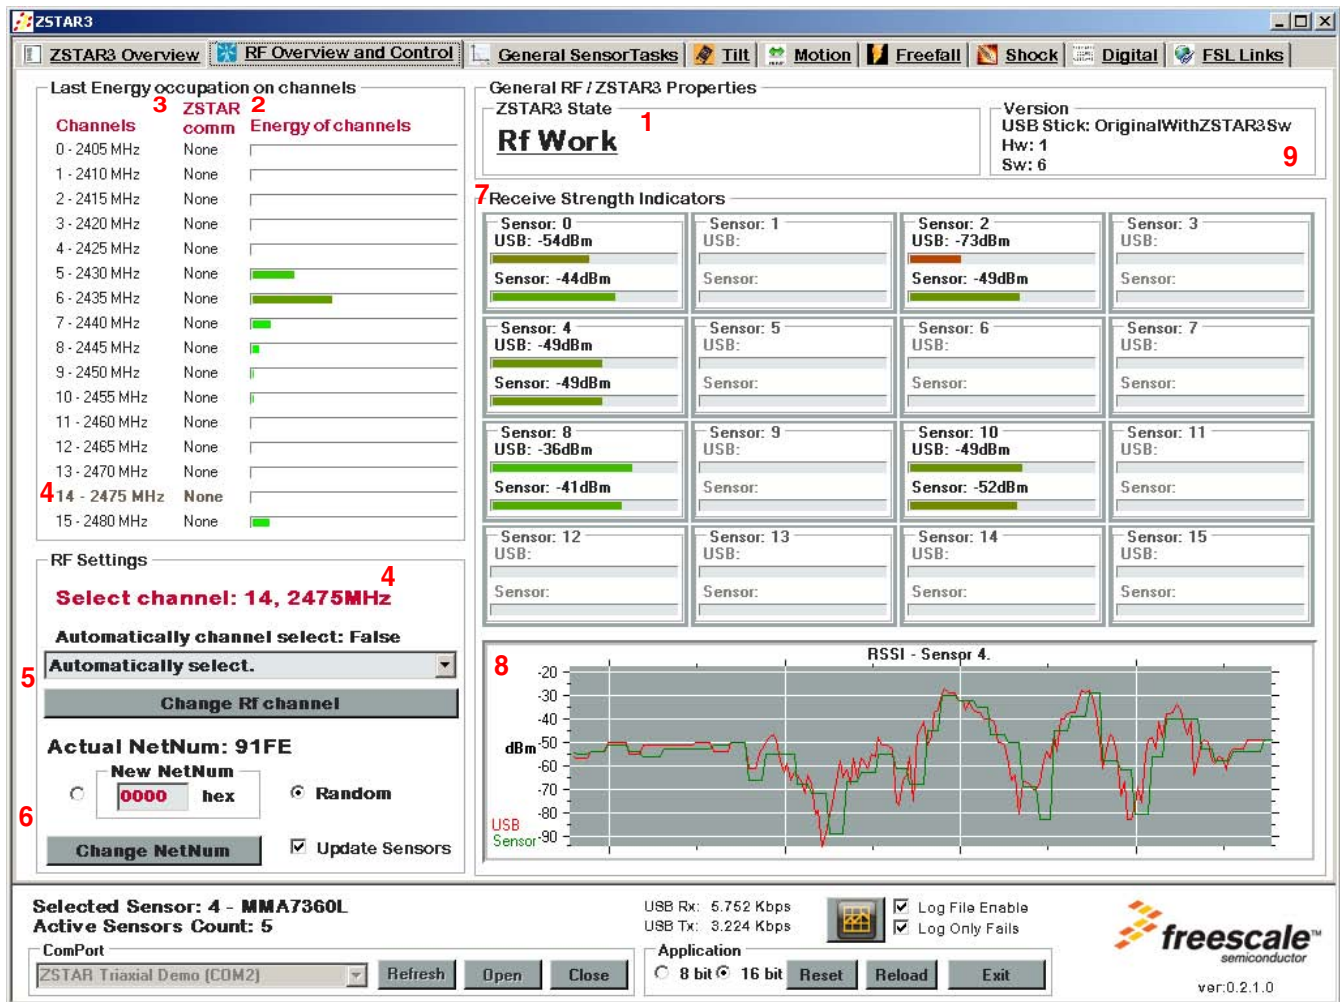 ZSTAR3
ZSTAR3 Overview RF Overview and Control General SensorTasks Tilt Motion Freefall Shock Digital FSL Links
Last Energy occupation on channels
3 ZSTAR 2
Channels comm Energy of channels
0 - 2405 MHz None
1 - 2410 MHz None
2 - 2415 MHz None
3 - 2420 MHz None
4 - 2425 MHz None
5 - 2430 MHz None
6 - 2435 MHz None
7 - 2440 MHz None
8 - 2445 MHz None
9 - 2450 MHz None
10 - 2455 MHz None
11 - 2460 MHz None
12 - 2465 MHz None
13 - 2470 MHz None
4 14 - 2475 MHz None
15 - 2480 MHz None
RF Settings
4
Select channel: 14, 2475MHz
Automatically channel select: False
Automatically select.
5
Change Rf channel
Actual NetNum: 91FE
New NetNum
0000 hex Random
6
Change NetNum Update Sensors
General RF / ZSTAR3 Properties
ZSTAR3 State
1
Rf Work
Version
USB Stick: OriginalWithZSTAR3Sw
Hw: 1
9
Sw: 6
7 Receive Strength Indicators
Sensor: 0 Sensor: 1 Sensor: 2 Sensor: 3
USB: -54dBm USB: USB: -73dBm USB:
Sensor: -44dBm Sensor: Sensor: -49dBm Sensor:
Sensor: 4 Sensor: 5 Sensor: 6 Sensor: 7
USB: -49dBm USB: USB: USB:
Sensor: -49dBm Sensor: Sensor: Sensor:
Sensor: 8 Sensor: 9 Sensor: 10 Sensor: 11
USB: -36dBm USB: USB: -49dBm USB:
Sensor: -41dBm Sensor: Sensor: -52dBm Sensor:
Sensor: 12 Sensor: 13 Sensor: 14 Sensor: 15
USB: USB: USB: USB:
Sensor: Sensor: Sensor: Sensor:
8
RSSI - Sensor 4.
-20
-30
-40
dBm -50
-60
-70
-80
USB
Sensor -90
Selected Sensor: 4 - MMA7360L
Active Sensors Count: 5
ComPort
ZSTAR Triaxial Demo (COM2) Refresh Open Close
USB Rx: 5.752 Kbps
USB Tx: 3.224 Kbps
Log File Enable
Log Only Fails
Application
8 bit 16 bit Reset Reload Exit
freescale™
semiconductor
ver:0.2.1.0